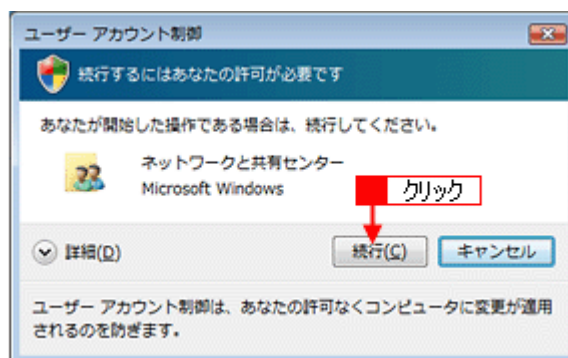 ユーザー アカウント制御
続行するにはあなたの許可が必要です
あなたが開始した操作である場合は、続行してください。
ネットワークと共有センター
Microsoft Windows
クリック
詳細(D)
続行(C)
キャンセル
ユーザー アカウント制御は、あなたの許可なくコンピュータに変更が適用
されるのを防ぎます。